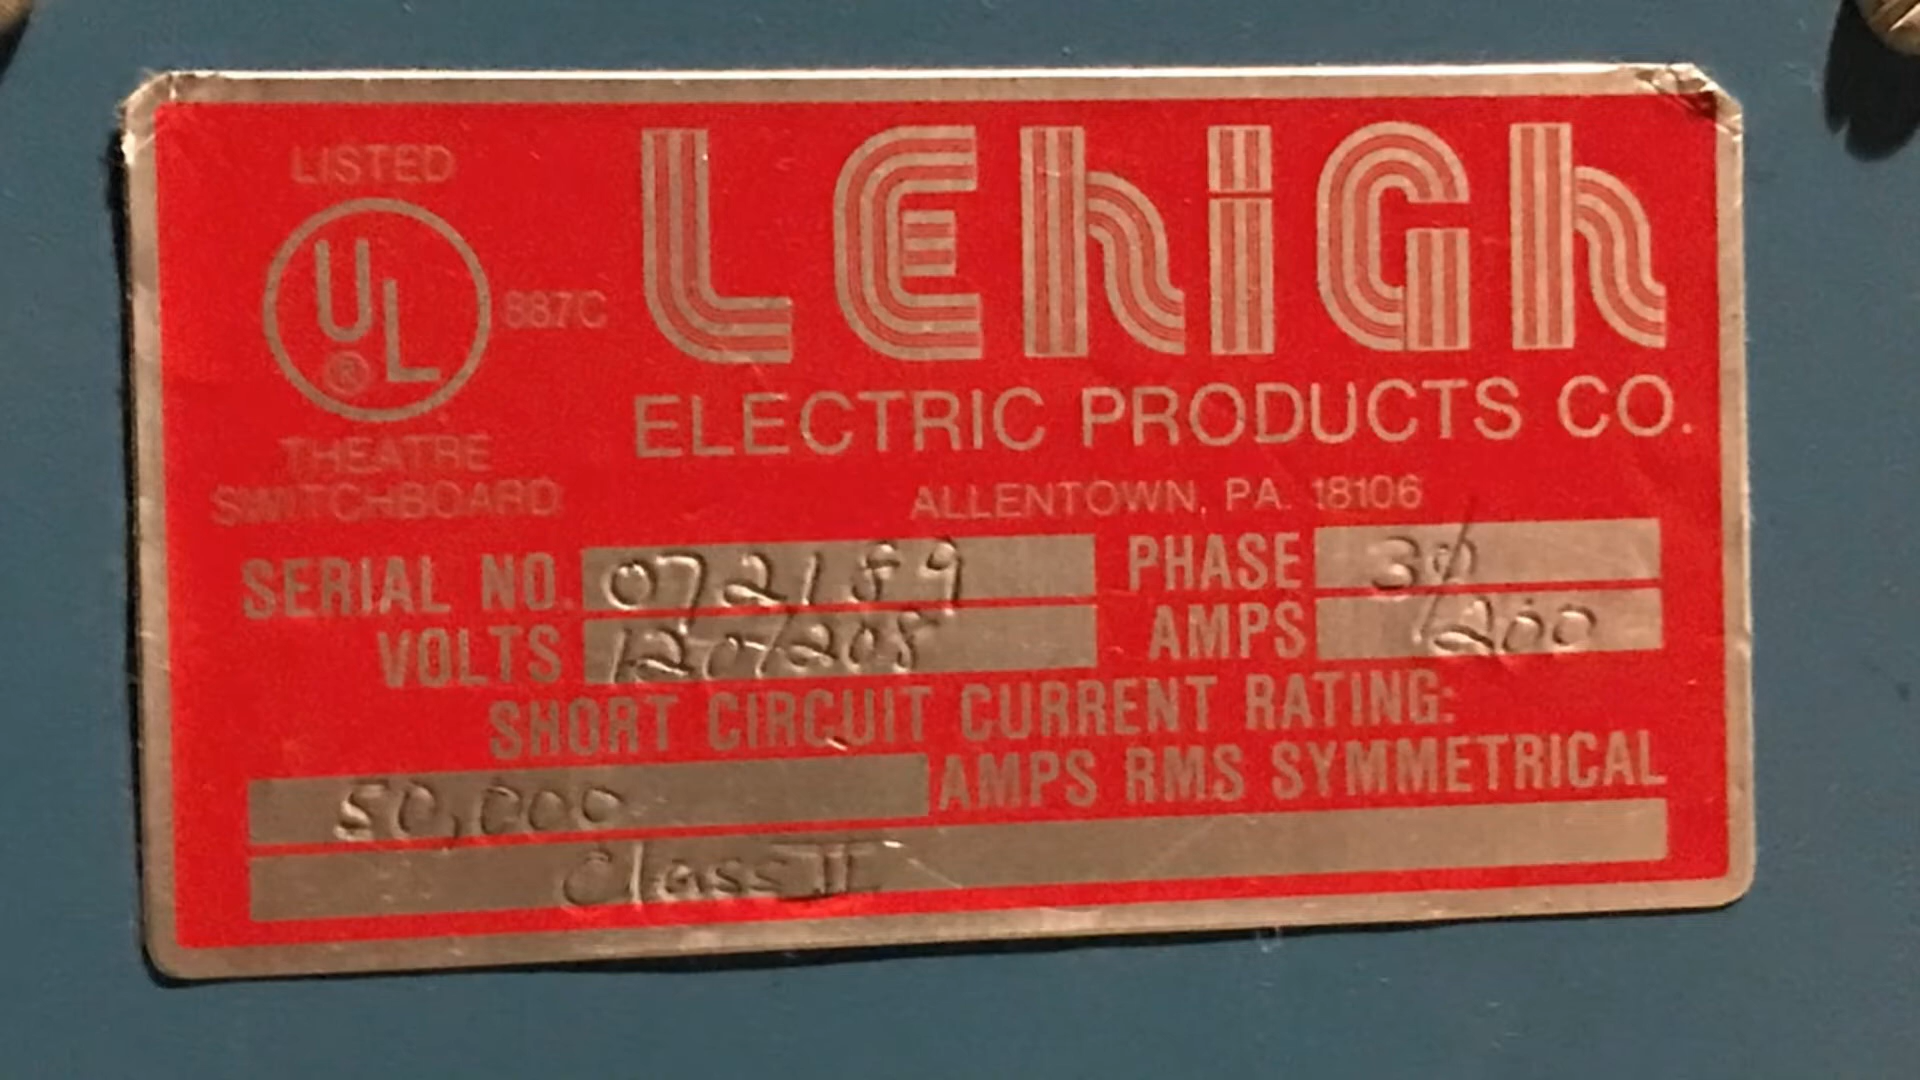 LISTED
UL
®
887C
THEATRE
SWITCHBOARD
LEhiGh
ELECTRIC PRODUCTS CO.
ALLENTOWN, PA. 18106
SERIAL NO. 072189 PHASE 3ϕ
VOLTS 120/208 AMPS 1200
SHORT CIRCUIT CURRENT RATING:
50,000 AMPS RMS SYMMETRICAL
Class II